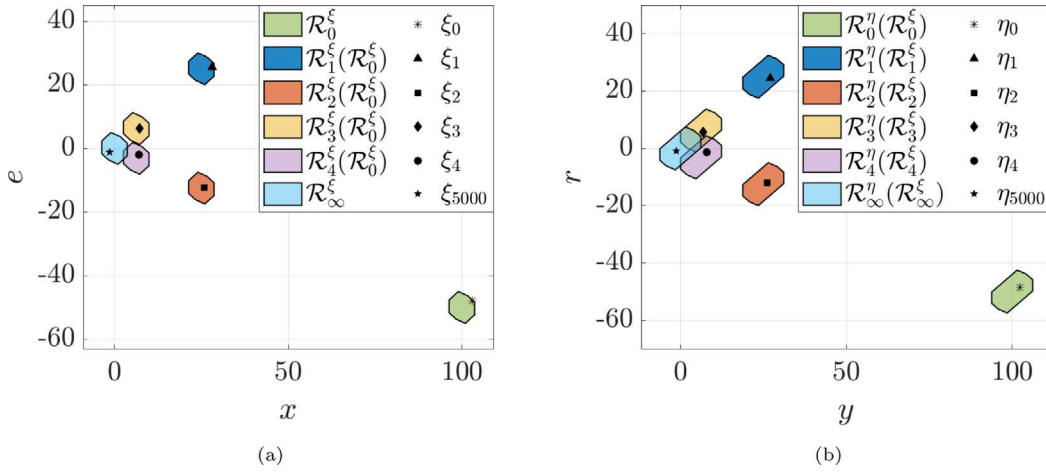 40
20
0
-20
-40
-60
e
0
50
100
x
R_0^ξ
R_1^ξ(R_0^ξ)
R_2^ξ(R_0^ξ)
R_3^ξ(R_0^ξ)
R_4^ξ(R_0^ξ)
R_∞^ξ
ξ_0
ξ_1
ξ_2
ξ_3
ξ_4
ξ_5000
(a)
40
20
0
-20
-40
-60
r
0
50
100
y
R_0^η(R_0^ξ)
R_1^η(R_1^ξ)
R_2^η(R_2^ξ)
R_3^η(R_3^ξ)
R_4^η(R_4^ξ)
R_∞^η(R_∞^ξ)
η_0
η_1
η_2
η_3
η_4
η_5000
(b)